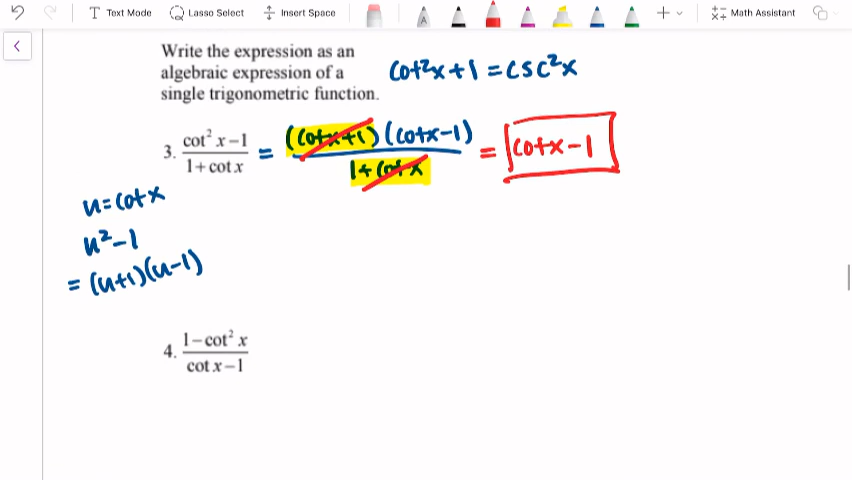 Text Mode Lasso Select Insert Space A Math Assistant
Write the expression as an
algebraic expression of a
single trigonometric function.
cot²x+1=csc²x
3. (cot² x−1)/(1+cot x) = ((cotx+1)(cotx−1))/(1+cotx) = cotx−1
u=cotx
u²−1
=(u+1)(u−1)
4. (1−cot² x)/(cot x−1)